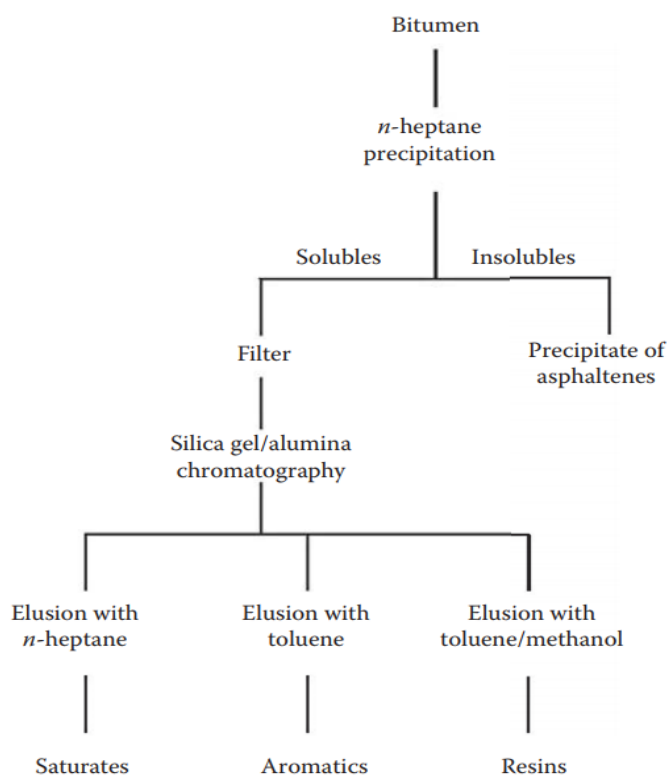 Bitumen
n-heptane
precipitation
Solubles
Insolubles
Filter
Precipitate of
asphaltenes
Silica gel/alumina
chromatography
Elusion with
n-heptane
Elusion with
toluene
Elusion with
toluene/methanol
Saturates
Aromatics
Resins